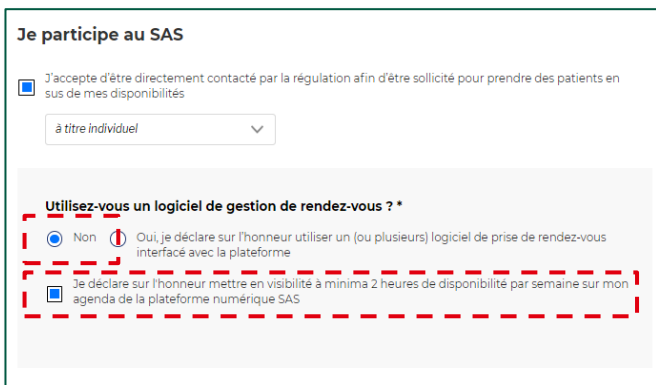 Je participe au SAS
J'accepte d'être directement contacté par la régulation afin d'être sollicité pour prendre des patients en
sus de mes disponibilités
à titre individuel
Utilisez-vous un logiciel de gestion de rendez-vous ? *
Non Oui, je déclare sur l'honneur utiliser un (ou plusieurs) logiciel de prise de rendez-vous
interfacé avec la plateforme
Je déclare sur l'honneur mettre en visibilité à minima 2 heures de disponibilité par semaine sur mon
agenda de la plateforme numérique SAS